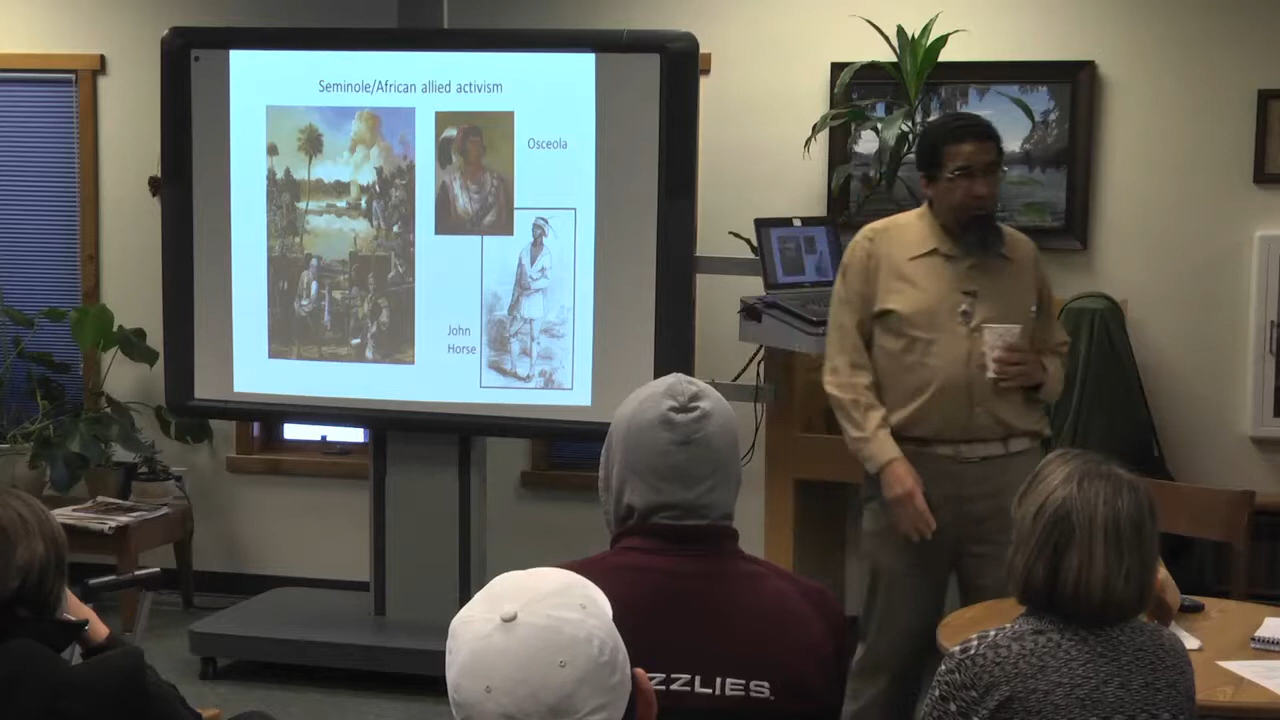 Seminole/African allied activism
Osceola
John
Horse
ZZLIES